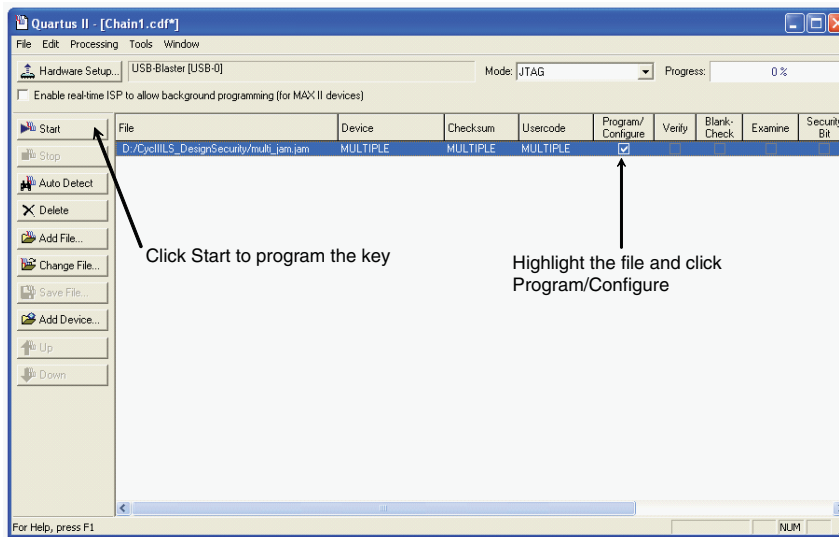 Quartus II - [Chain1.cdf*]
File Edit Processing Tools Window
Hardware Setup... USB-Blaster [USB-0] Mode: JTAG Progress: 0 %
Enable real-time ISP to allow background programming (for MAX II devices)
Start
Stop
Auto Detect
Delete
Add File...
Change File...
Save File...
Add Device...
Up
Down
File Device Checksum Usercode Program/ Configure Verify Blank- Check Examine Security Bit
D:/CycIIILS_DesignSecurity/multi_jam.jam MULTIPLE MULTIPLE MULTIPLE
Click Start to program the key
Highlight the file and click
Program/Configure
For Help, press F1 NUM